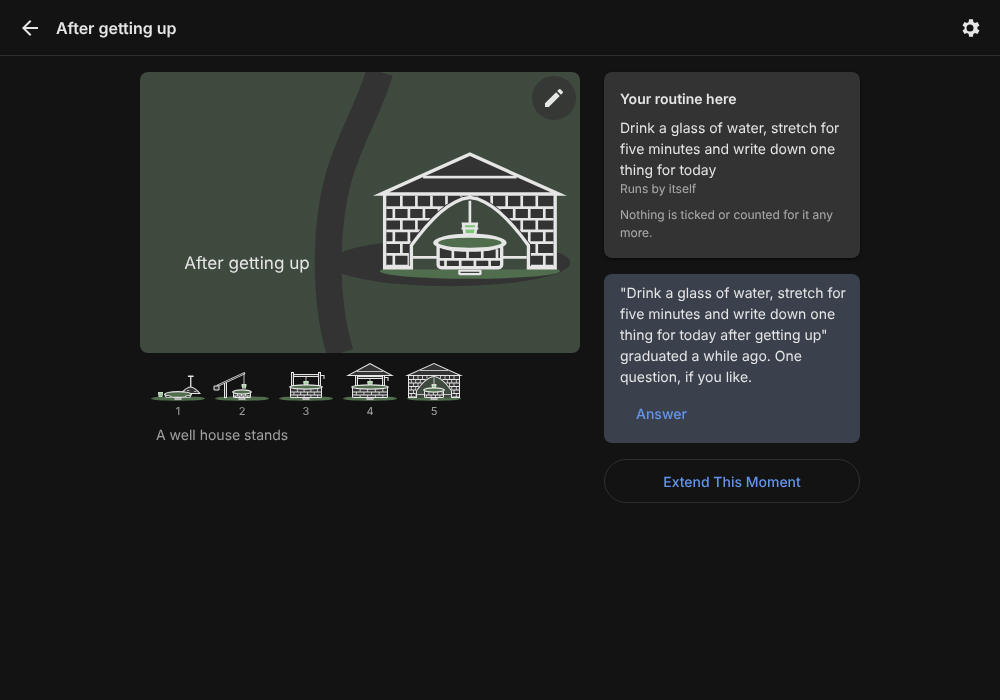 After getting up
After getting up
1
2
3
4
5
A well house stands
Your routine here
Drink a glass of water, stretch for
five minutes and write down one
thing for today
Runs by itself
Nothing is ticked or counted for it any
more.
"Drink a glass of water, stretch for
five minutes and write down one
thing for today after getting up"
graduated a while ago. One
question, if you like.
Answer
Extend This Moment